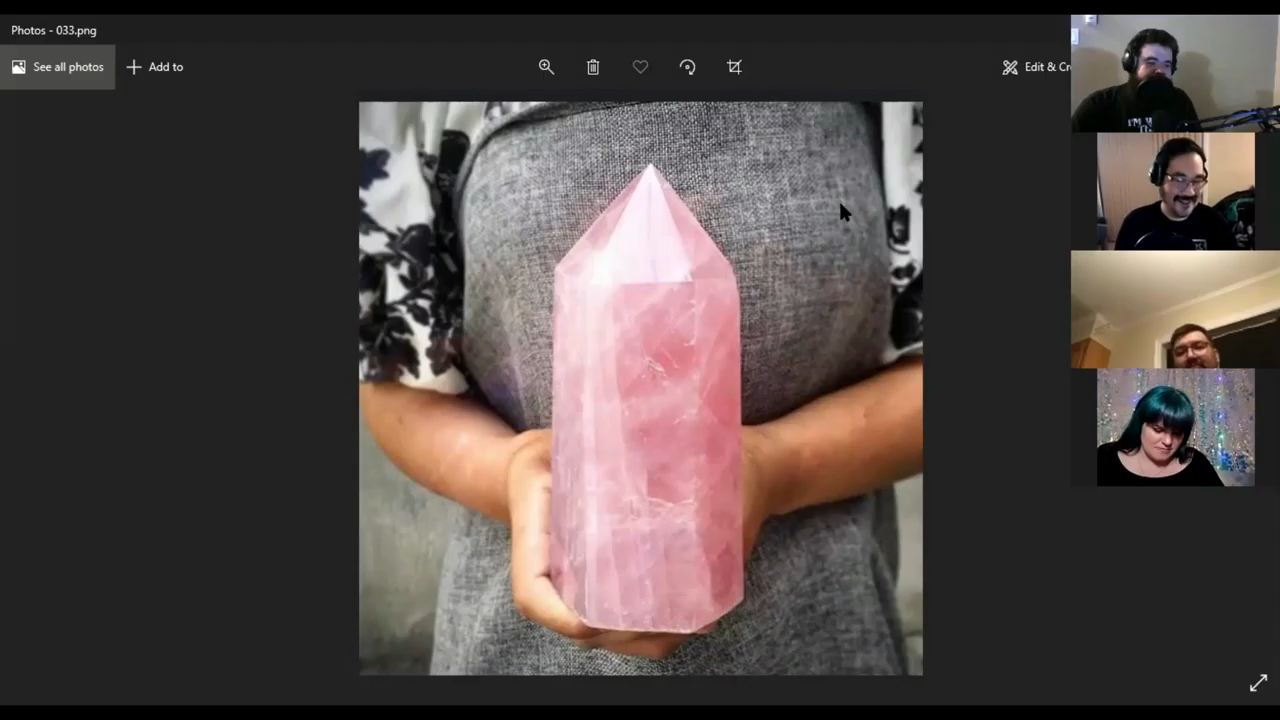 Photos - 033.png
See all photos
Add to
Edit & Cr
I'M